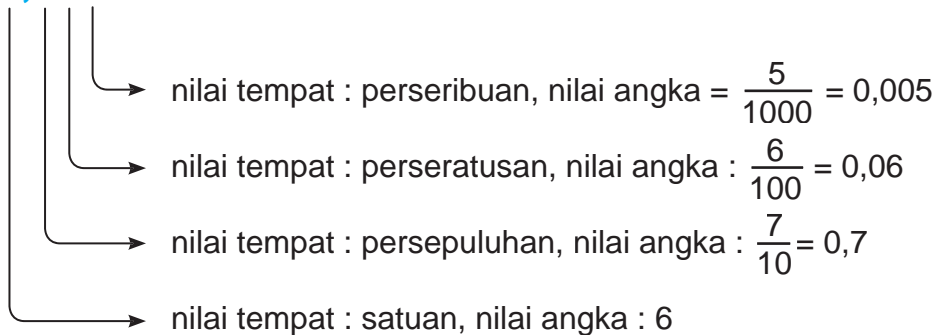 nilai tempat : perseribuan, nilai angka = 5/1000 = 0,005
nilai tempat : perseratusan, nilai angka : 6/100 = 0,06
nilai tempat : persepuluhan, nilai angka : 7/10 = 0,7
nilai tempat : satuan, nilai angka : 6